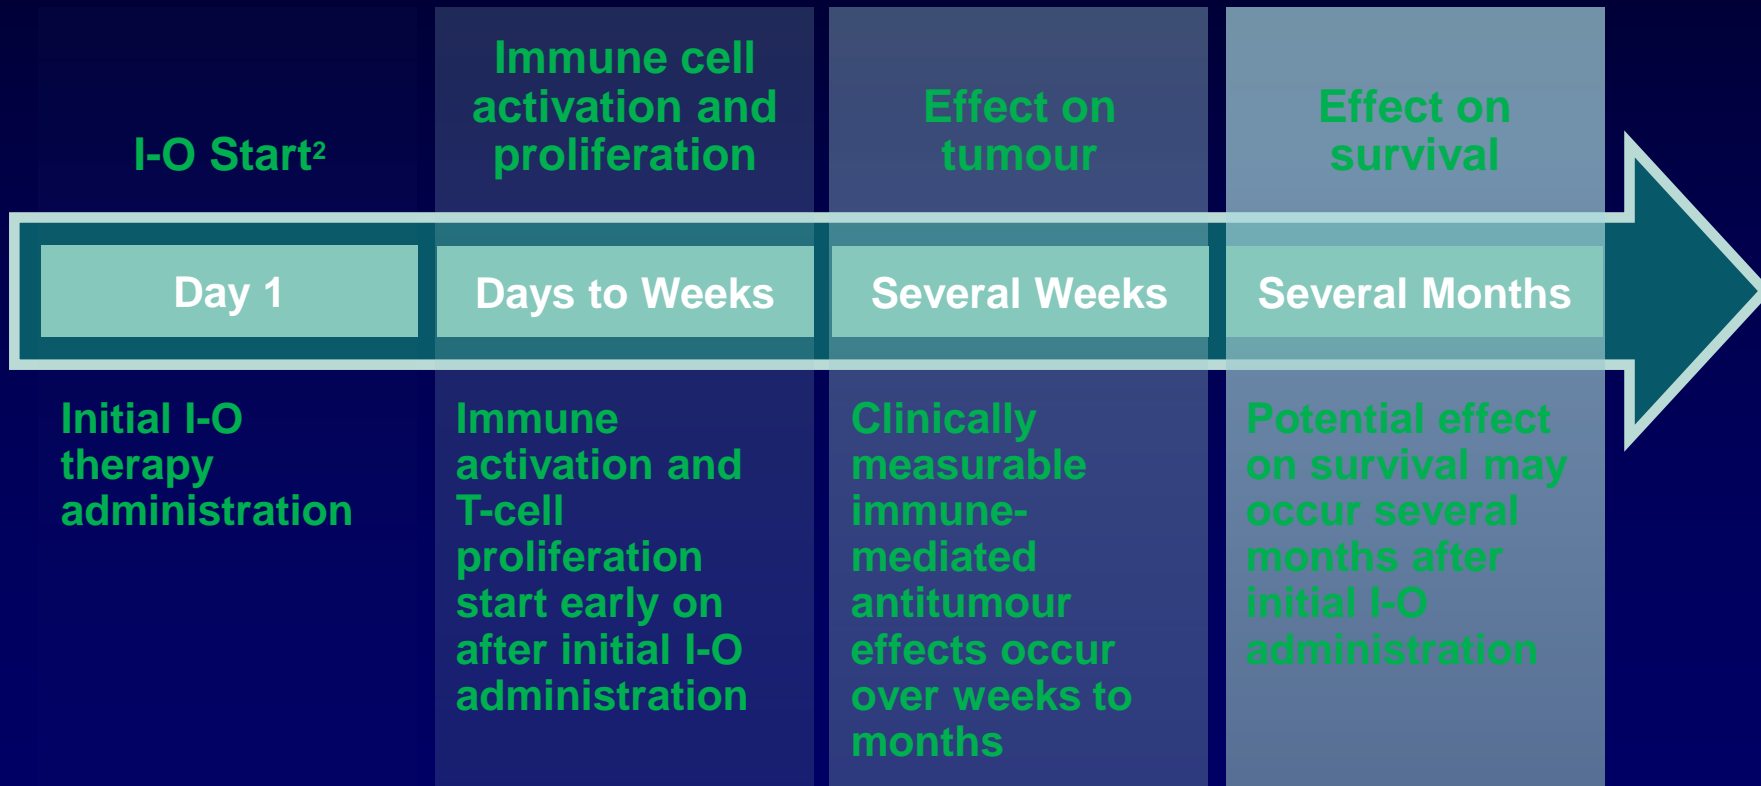 I-O Start²
Immune cell
activation and
proliferation
Effect on
tumour
Effect on
survival
Day 1
Days to Weeks
Several Weeks
Several Months
Initial I-O
therapy
administration
Immune
activation and
T-cell
proliferation
start early on
after initial I-O
administration
Clinically
measurable
immune-
mediated
antitumour
effects occur
over weeks to
months
Potential effect
on survival may
occur several
months after
initial I-O
administration